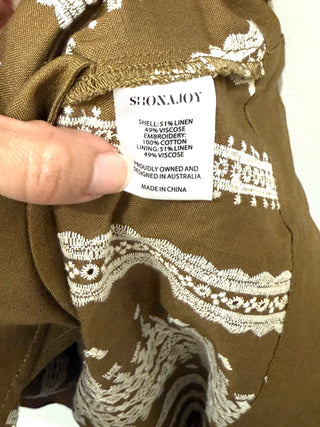 SHONAJOY
SHELL: 51% LINEN
49% VISCOSE
EMBROIDERY:
100% COTTON
LINING: 51% LINEN
49% VISCOSE
PROUDLY OWNED AND
DESIGNED IN AUSTRALIA
MADE IN CHINA